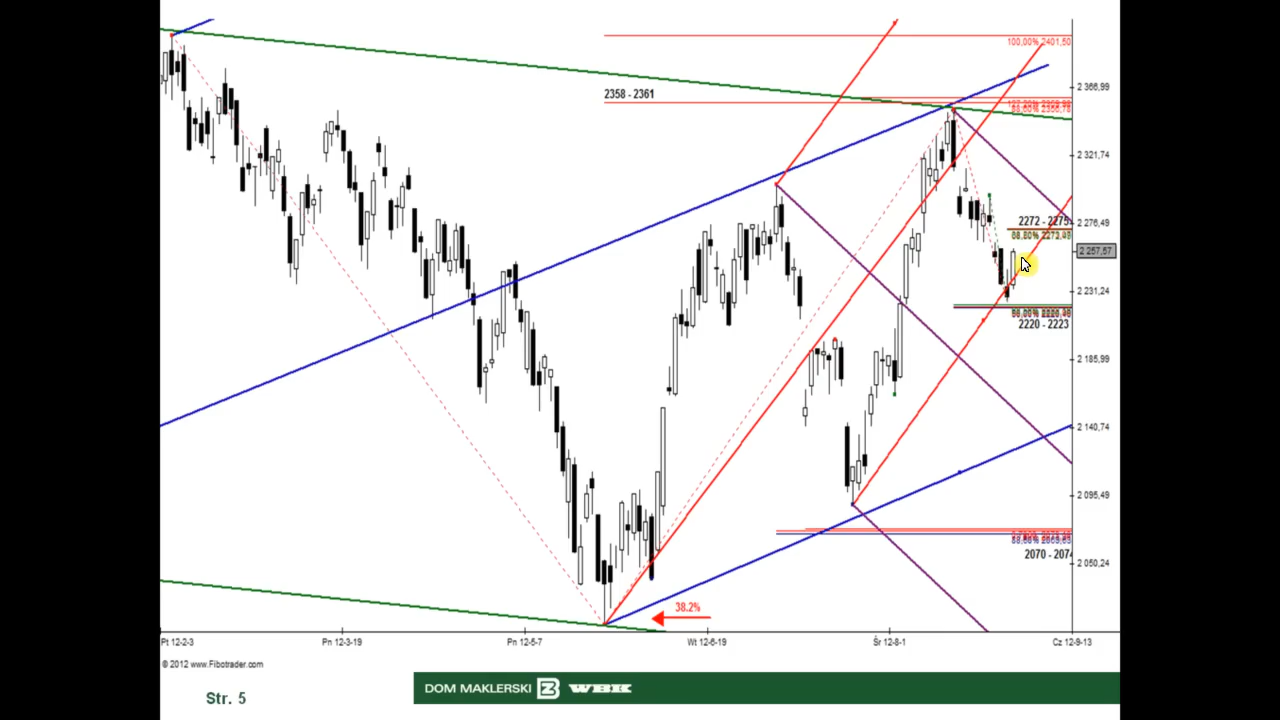 100,00% 2401,50
2358 - 2361
2 366,99
2 321,74
2272 - 2275
2 276,49
2 257,67
2 231,24
2220 - 2223
2 185,99
2 140,74
2 095,49
2070 - 2074
2 050,24
38.2%
Pt 12-2-3
Pn 12-3-19
Pn 12-5-7
Wt 12-6-19
Śr 12-8-1
Cz 12-9-13
© 2012 www.Fibotrader.com
Str. 5
DOM MAKLERSKI
WBK